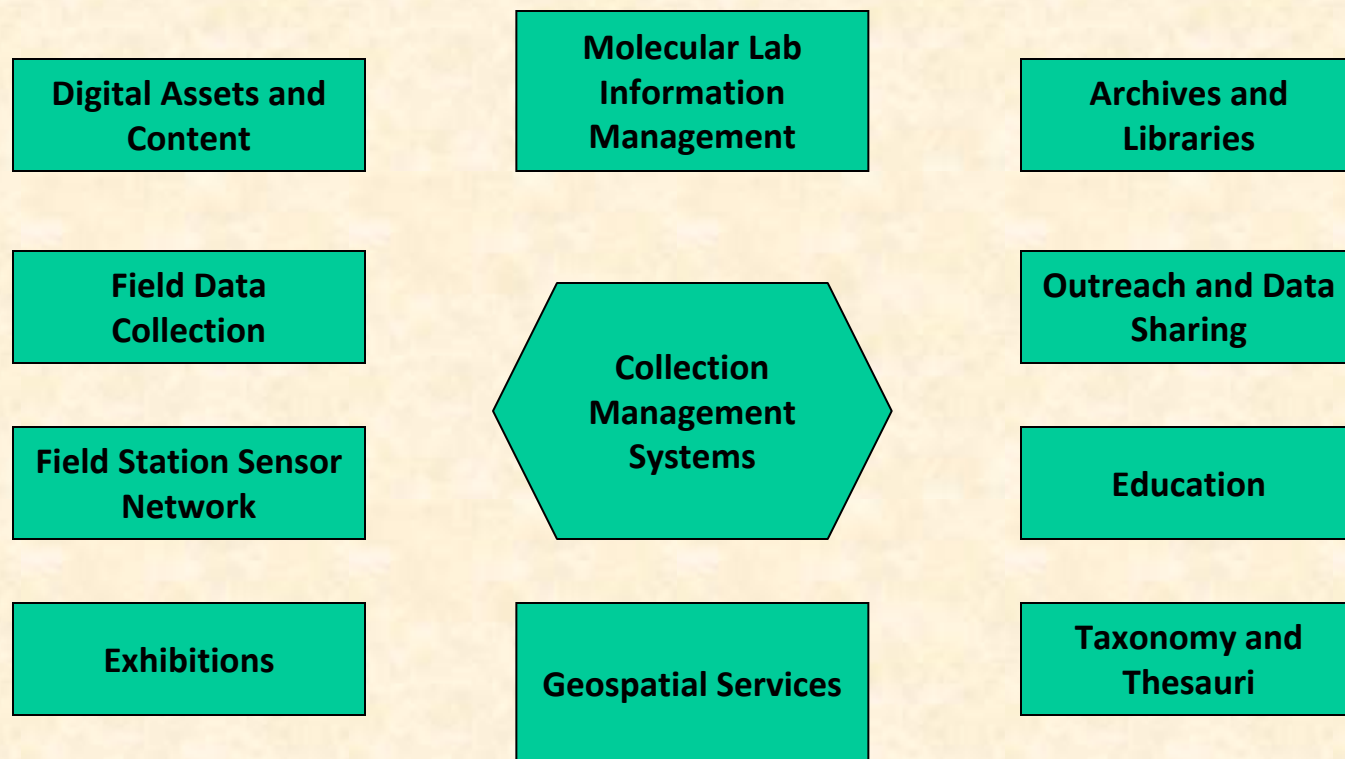 Digital Assets and
Content
Molecular Lab
Information
Management
Archives and
Libraries
Field Data
Collection
Outreach and Data
Sharing
Collection
Management
Systems
Field Station Sensor
Network
Education
Exhibitions
Geospatial Services
Taxonomy and
Thesauri